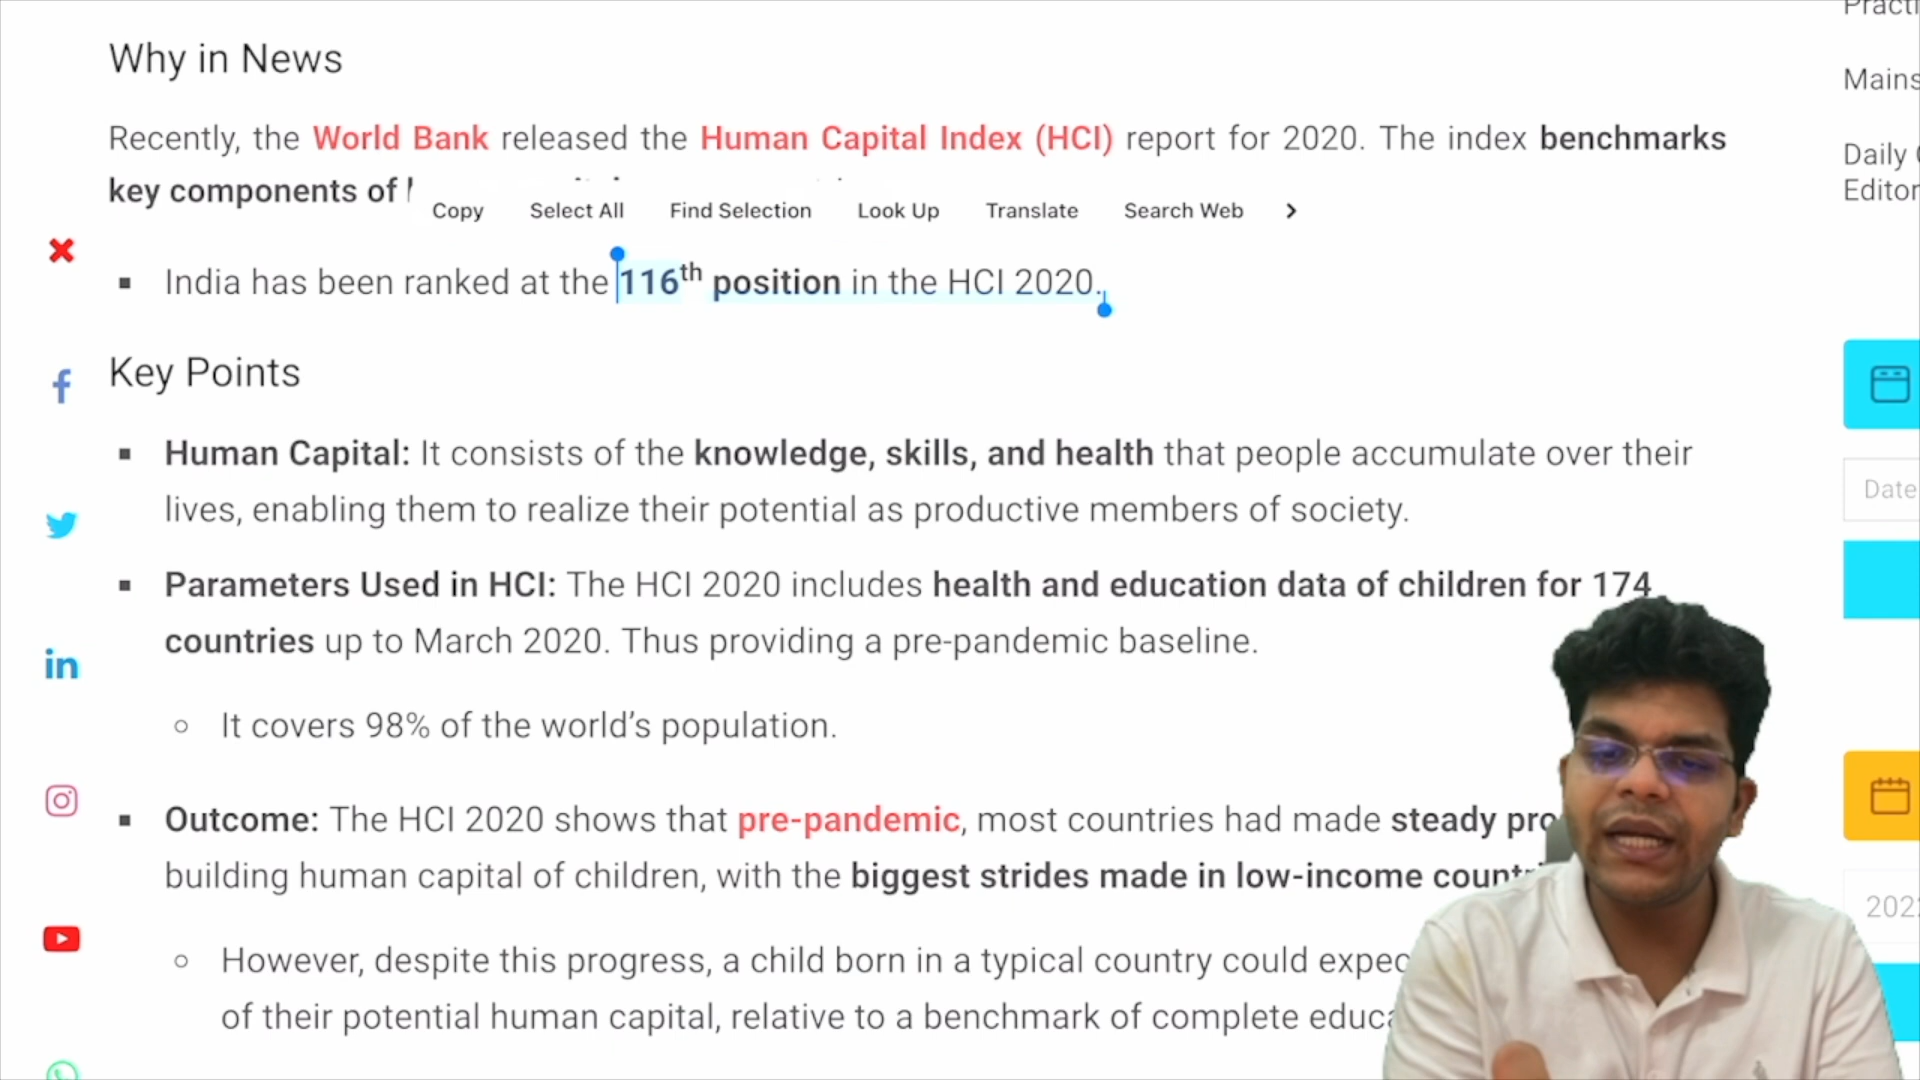 Why in News
Practi
Mains
Recently, the World Bank released the Human Capital Index (HCI) report for 2020. The index benchmarks
key components of
Daily
Editor
Copy Select All Find Selection Look Up Translate Search Web
India has been ranked at the 116th position in the HCI 2020.
Key Points
Human Capital: It consists of the knowledge, skills, and health that people accumulate over their
lives, enabling them to realize their potential as productive members of society.
Date
Parameters Used in HCI: The HCI 2020 includes health and education data of children for 174
countries up to March 2020. Thus providing a pre-pandemic baseline.
It covers 98% of the world's population.
Outcome: The HCI 2020 shows that pre-pandemic, most countries had made steady pro
building human capital of children, with the biggest strides made in low-income countr
202
However, despite this progress, a child born in a typical country could expec
of their potential human capital, relative to a benchmark of complete educa